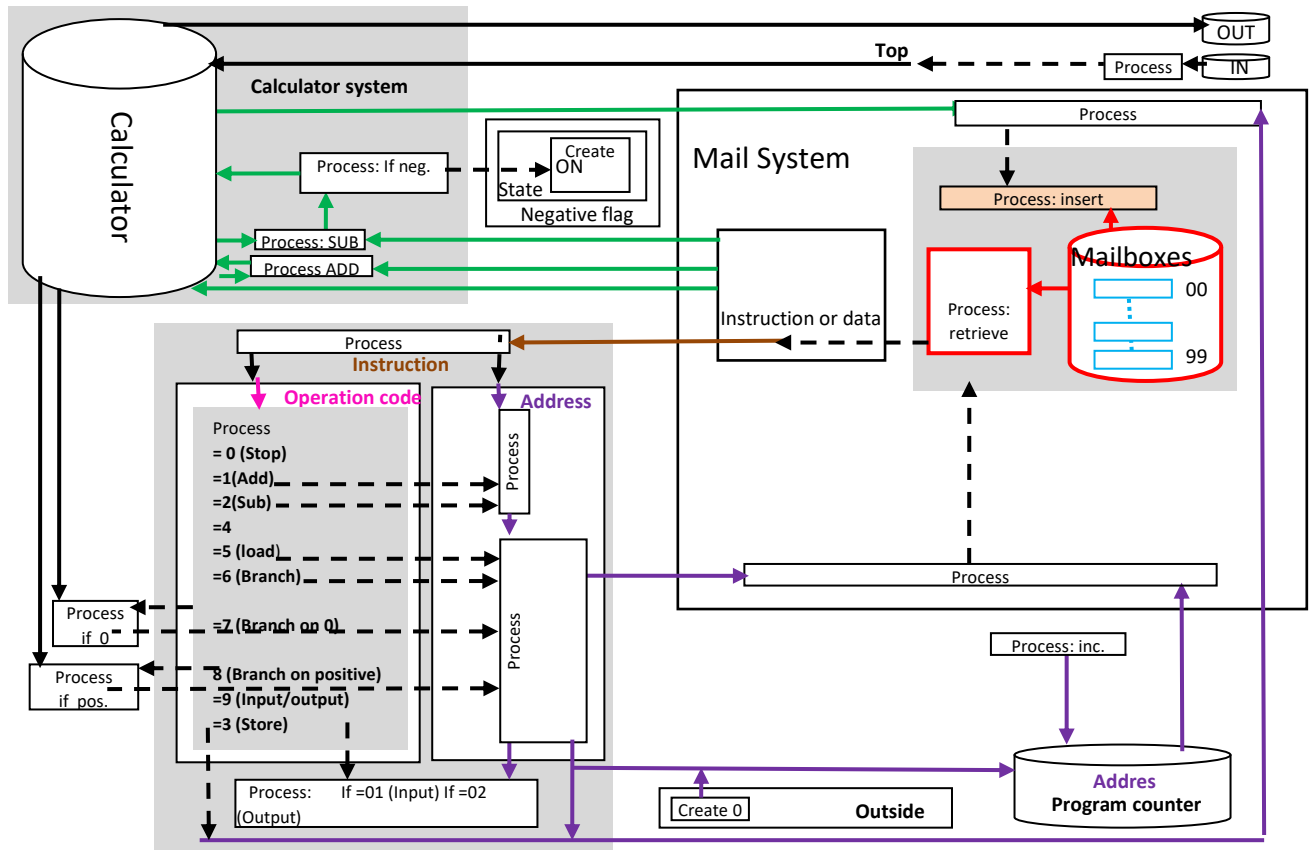 OUT
Top
Process
IN
Calculator system
Process
Calculator
Mail System
Create
ON
State
Negative flag
Process: If neg.
Process: insert
Process: SUB
Process ADD
Mailboxes
00
99
Process:
retrieve
Instruction or data
Process
Instruction
Operation code
Address
Process
= 0 (Stop)
=1(Add)
=2(Sub)
=4
=5 (load)
=6 (Branch)
=7 (Branch on 0)
8 (Branch on positive)
=9 (Input/output)
=3 (Store)
Process
Process
Process
Process
if 0
Process
if pos.
Process: inc.
Process: If =01 (Input) If =02
(Output)
Create 0
Outside
Addres
Program counter